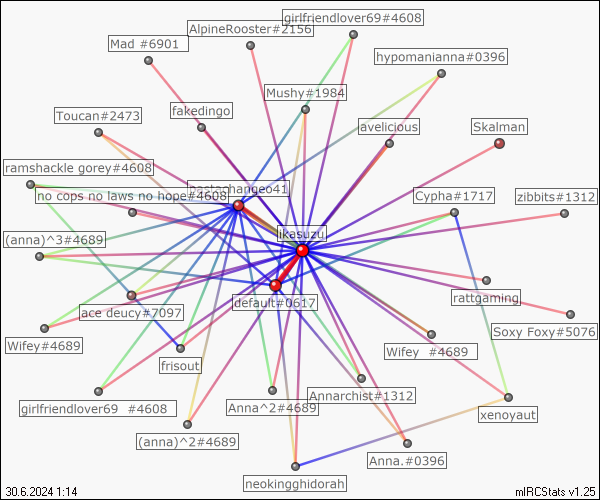 girlfriendlover69#4608
AlpineRooster#2156
Mad #6901
hypomanianna#0396
Mushy#1984
fakedingo
Toucan#2473
avelicious
Skalman
ramshackle gorey#4608
pastachangeo41
no cops no laws no hope#4608
Cypha#1717
zibbits#1312
(anna)^3#4689
ikasuzu
default#0617
rattgaming
ace deucy#7097
Soxy Foxy#5076
Wifey#4689
Wifey #4689
frisout
Annarchist#1312
girlfriendlover69 #4608
Anna^2#4689
xenoyaut
(anna)^2#4689
Anna.#0396
neokingghidorah
30.6.2024 1:14
mIRCStats v1.25